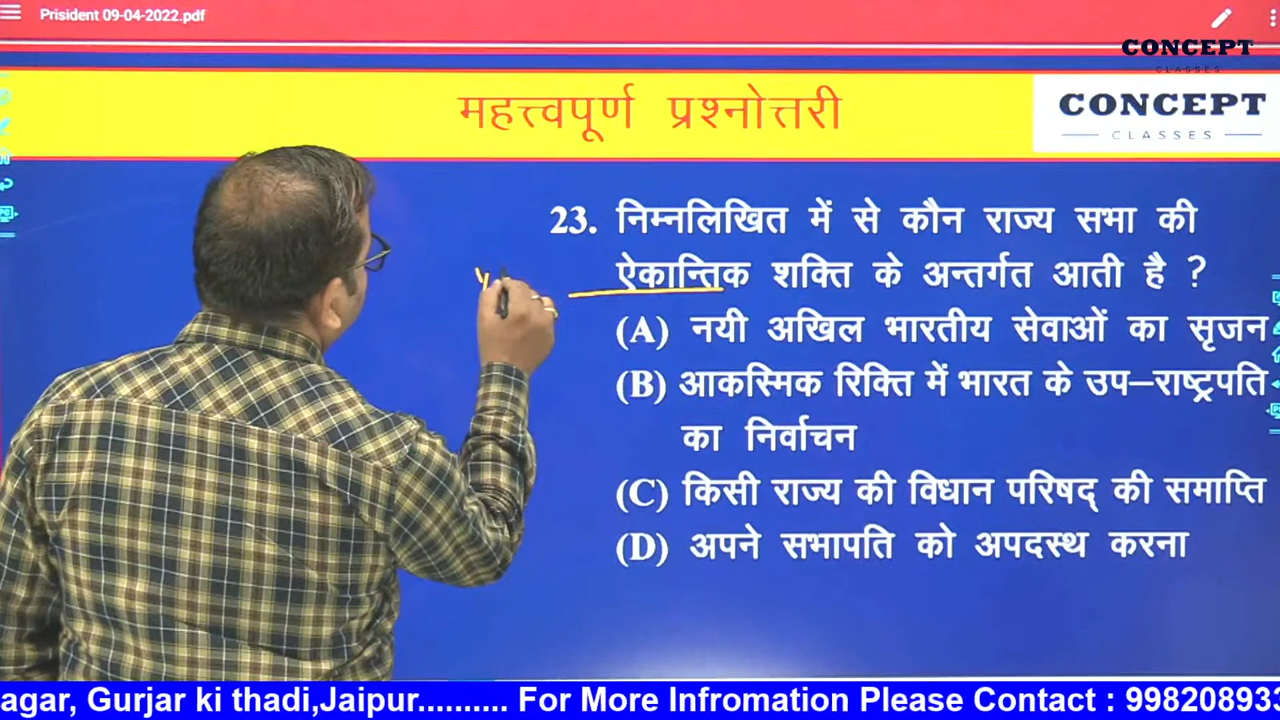 Prisident 09-04-2022.pdf
CONCEPT
CLASSES
महत्त्वपूर्ण प्रश्नोत्तरी
CONCEPT
CLASSES
23. निम्नलिखित में से कौन राज्य सभा की
ऐकान्तिक शक्ति के अन्तर्गत आती है ?
(A) नयी अखिल भारतीय सेवाओं का सृजन
(B) आकस्मिक रिक्ति में भारत के उप–राष्ट्रपति
का निर्वाचन
(C) किसी राज्य की विधान परिषद् की समाप्ति
(D) अपने सभापति को अपदस्थ करना
agar, Gurjar ki thadi,Jaipur.......... For More Infromation Please Contact : 998208933